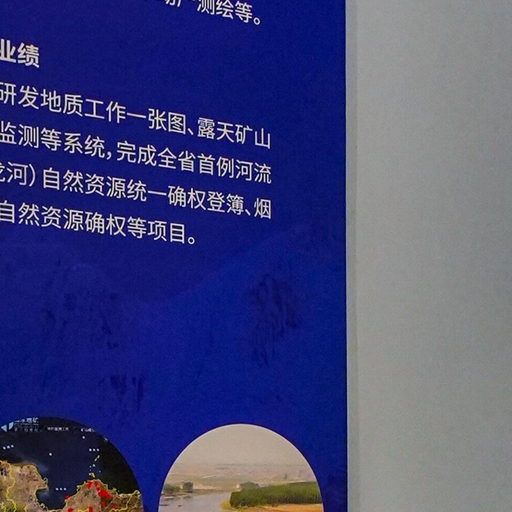 测绘等。
业绩
研发地质工作一张图、露天矿山
监测等系统，完成全省首例河流
河）自然资源统一确权登簿、烟
自然资源确权等项目。